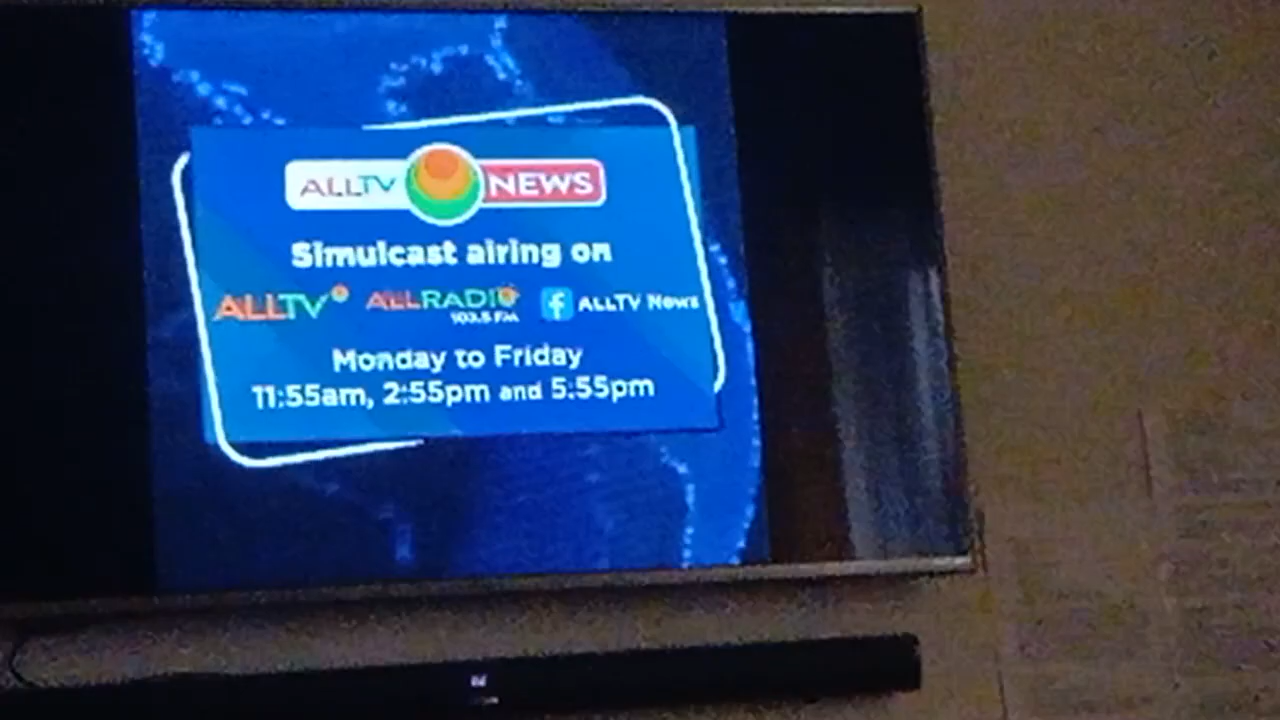 ALLTV NEWS
Simulcast airing on
ALLTV ALLRADIO 103.5 FM f ALLTV News
Monday to Friday
11:55am, 2:55pm and 5:55pm